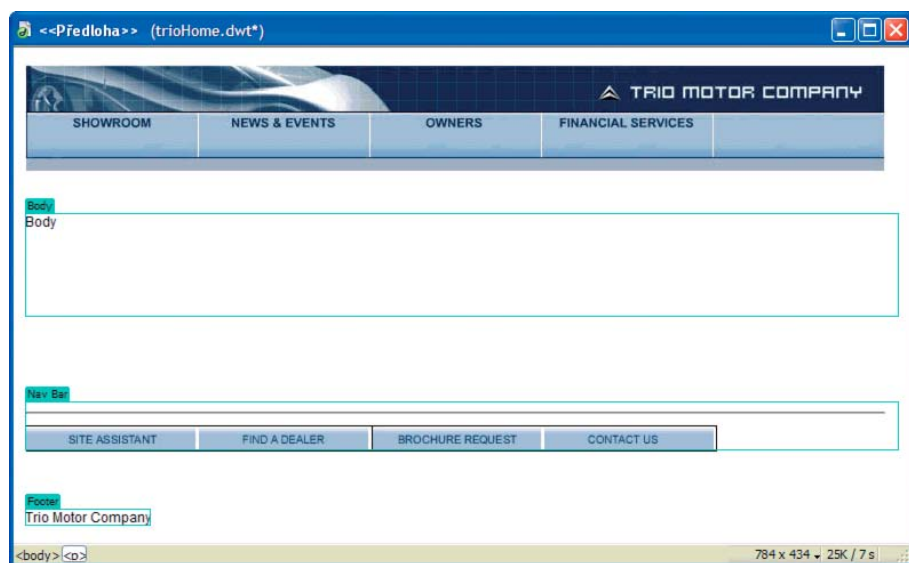 <<Předloha>> (trioHome.dwt*)
TRIO MOTOR COMPANY
SHOWROOM NEWS & EVENTS OWNERS FINANCIAL SERVICES
Body
Body
Nav Bar
SITE ASSISTANT FIND A DEALER BROCHURE REQUEST CONTACT US
Footer
Trio Motor Company
<body> <p> 784 x 434 25K / 7 s